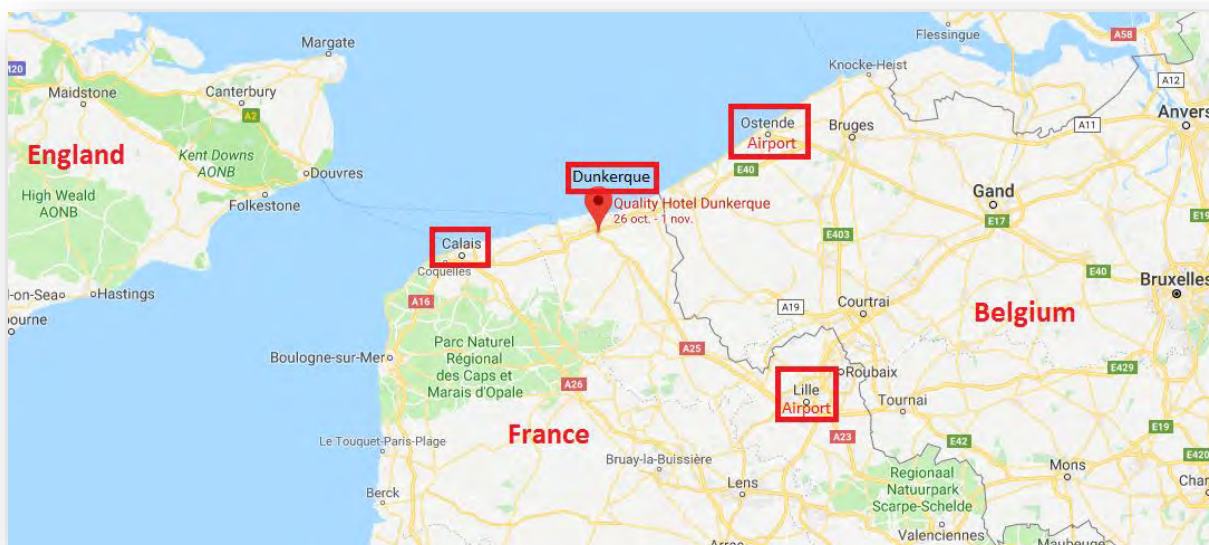 Margate
Flessingue
A58
M20
Maidstone
Canterbury
A2
Knocke-Heist
A12
Ostende
Airport
Bruges
A11
Anvers
England
Kent Downs
AONB
Douvres
E40
Dunkerque
High Weald
AONB
Folkestone
Quality Hotel Dunkerque
26 oct. - 1 nov.
Gand
E17
E19
E403
Calais
Coquelles
E40
Bruxelles
Hastings
A16
A19
Courtrai
Belgium
Boulogne-sur-Mer
Parc Naturel
Régional
des Caps et
Marais d'Opale
A25
A26
Lille
Airport
Roubaix
E429
Tournai
France
Le Touquet-Paris-Plage
A23
E42
E19
E420
Bruay-la-Buissière
Lens
Regionaal
Natuurpark
Scarpe-Schelde
Mons
Berck
Valenciennes
Maubeuge